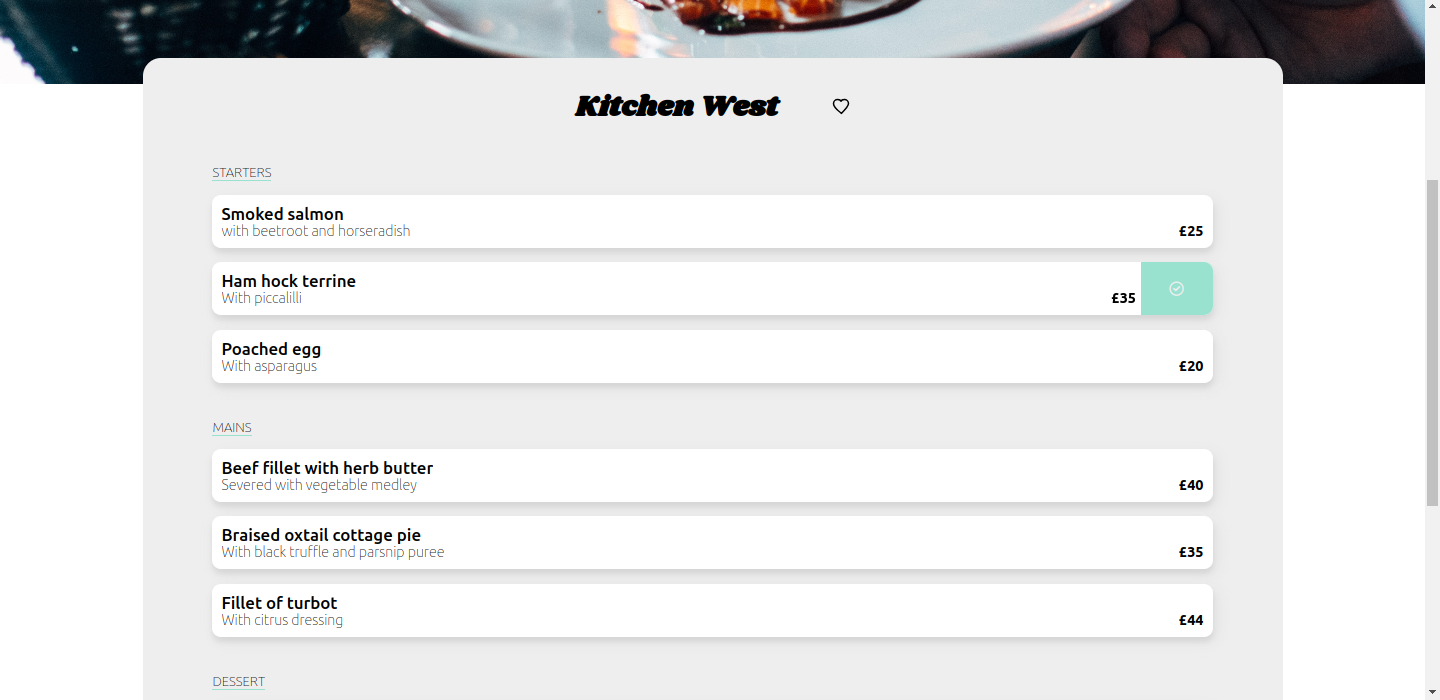 Kitchen West
STARTERS
Smoked salmon
with beetroot and horseradish
£25
Ham hock terrine
With piccalilli
£35
Poached egg
With asparagus
£20
MAINS
Beef fillet with herb butter
Severed with vegetable medley
£40
Braised oxtail cottage pie
With black truffle and parsnip puree
£35
Fillet of turbot
With citrus dressing
£44
DESSERT